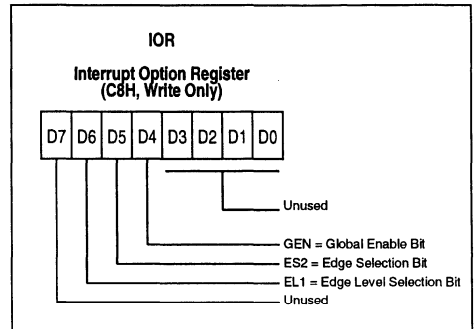 IOR
Interrupt Option Register
(C8H, Write Only)
D7 D6 D5 D4 D3 D2 D1 D0
Unused
GEN = Global Enable Bit
ES2 = Edge Selection Bit
EL1 = Edge Level Selection Bit
Unused